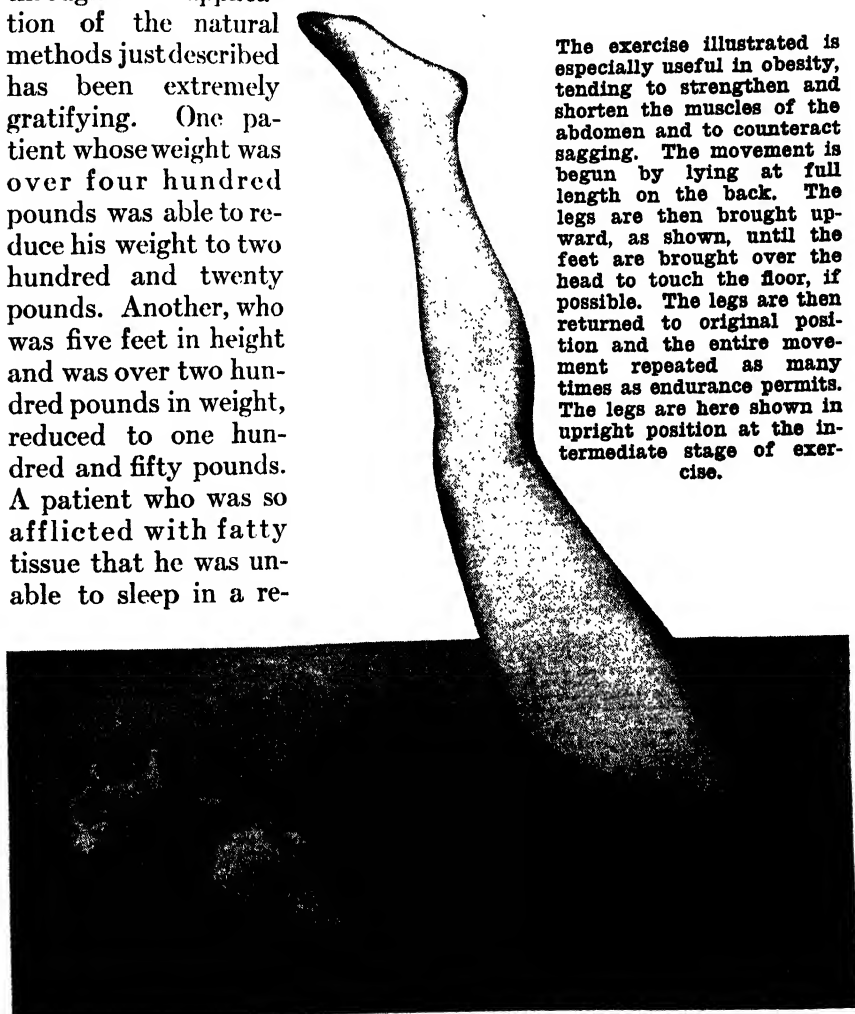 tion of the natural
methods just described
has been extremely
gratifying. One pa-
tient whose weight was
over four hundred
pounds was able to re-
duce his weight to two
hundred and twenty
pounds. Another, who
was five feet in height
and was over two hun-
dred pounds in weight,
reduced to one hun-
dred and fifty pounds.
A patient who was so
afflicted with fatty
tissue that he was un-
able to sleep in a re-
The exercise illustrated is
especially useful in obesity,
tending to strengthen and
shorten the muscles of the
abdomen and to counteract
sagging. The movement is
begun by lying at full
length on the back. The
legs are then brought up-
ward, as shown, until the
feet are brought over the
head to touch the floor, if
possible. The legs are then
returned to original posi-
tion and the entire move-
ment repeated as many
times as endurance permits.
The legs are here shown in
upright position at the in-
termediate stage of exer-
cise.